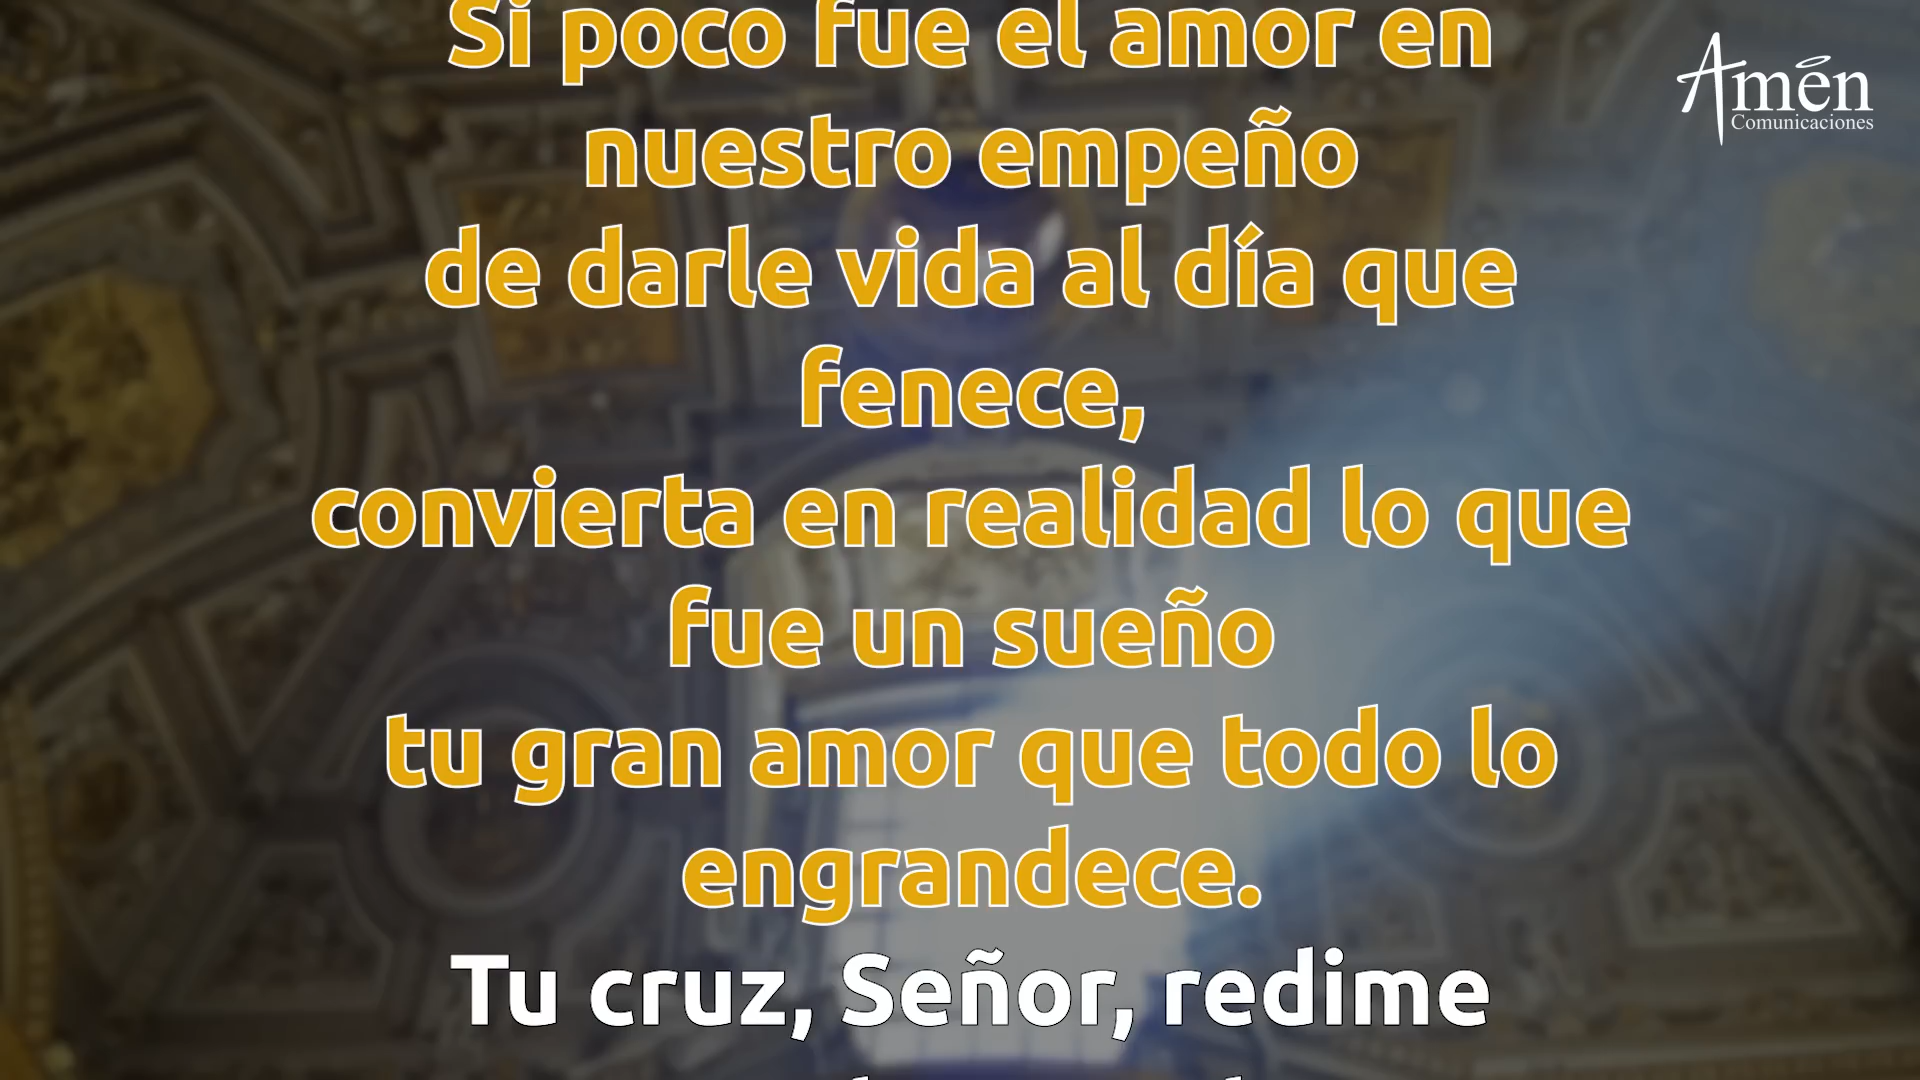 Si poco fue el amor en
nuestro empeño
de darle vida al día que
fenece,
convierta en realidad lo que
fue un sueño
tu gran amor que todo lo
engrandece.
Tu cruz, Señor, redime
Amén
Comunicaciones